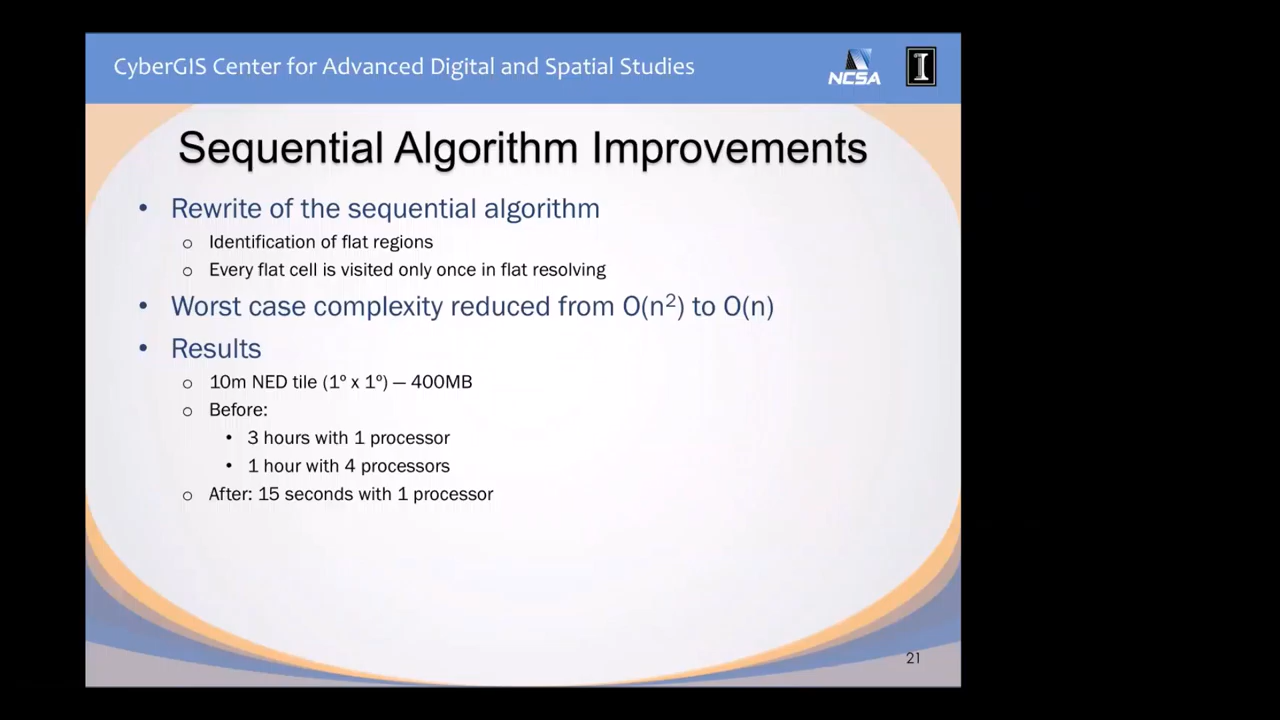 CyberGIS Center for Advanced Digital and Spatial Studies
NCSA
I
Sequential Algorithm Improvements
• Rewrite of the sequential algorithm
o Identification of flat regions
o Every flat cell is visited only once in flat resolving
• Worst case complexity reduced from O(n²) to O(n)
• Results
o 10m NED tile (1º x 1º) — 400MB
o Before:
• 3 hours with 1 processor
• 1 hour with 4 processors
o After: 15 seconds with 1 processor
21